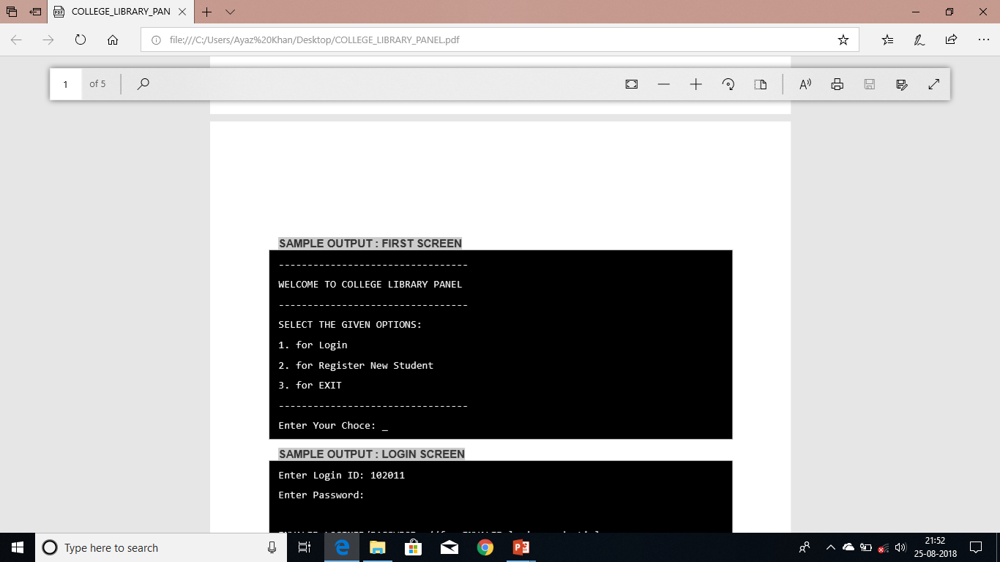 COLLEGE_LIBRARY_PAN
file:///C:/Users/Ayaz%20Khan/Desktop/COLLEGE_LIBRARY_PANEL.pdf
1 of 5
SAMPLE OUTPUT : FIRST SCREEN
---------------------------------
WELCOME TO COLLEGE LIBRARY PANEL
---------------------------------
SELECT THE GIVEN OPTIONS:
1. for Login
2. for Register New Student
3. for EXIT
---------------------------------
Enter Your Choce: _
SAMPLE OUTPUT : LOGIN SCREEN
Enter Login ID: 102011
Enter Password:
Type here to search
21:52
25-08-2018